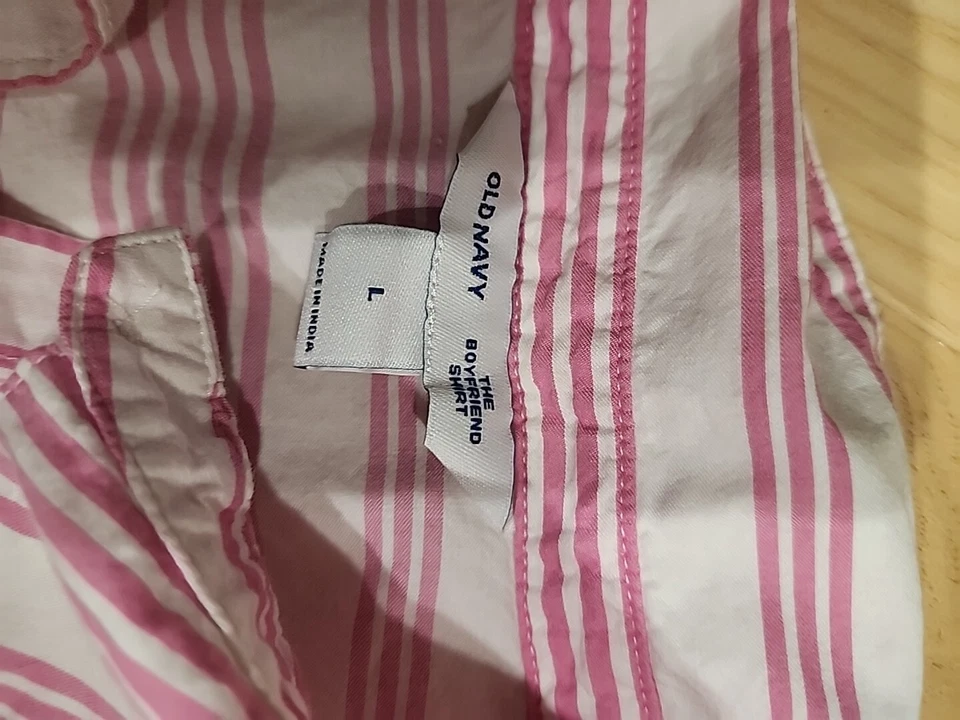 OLD NAVY
THE
BOYFRIEND
SHIRT
L
MADE IN INDIA